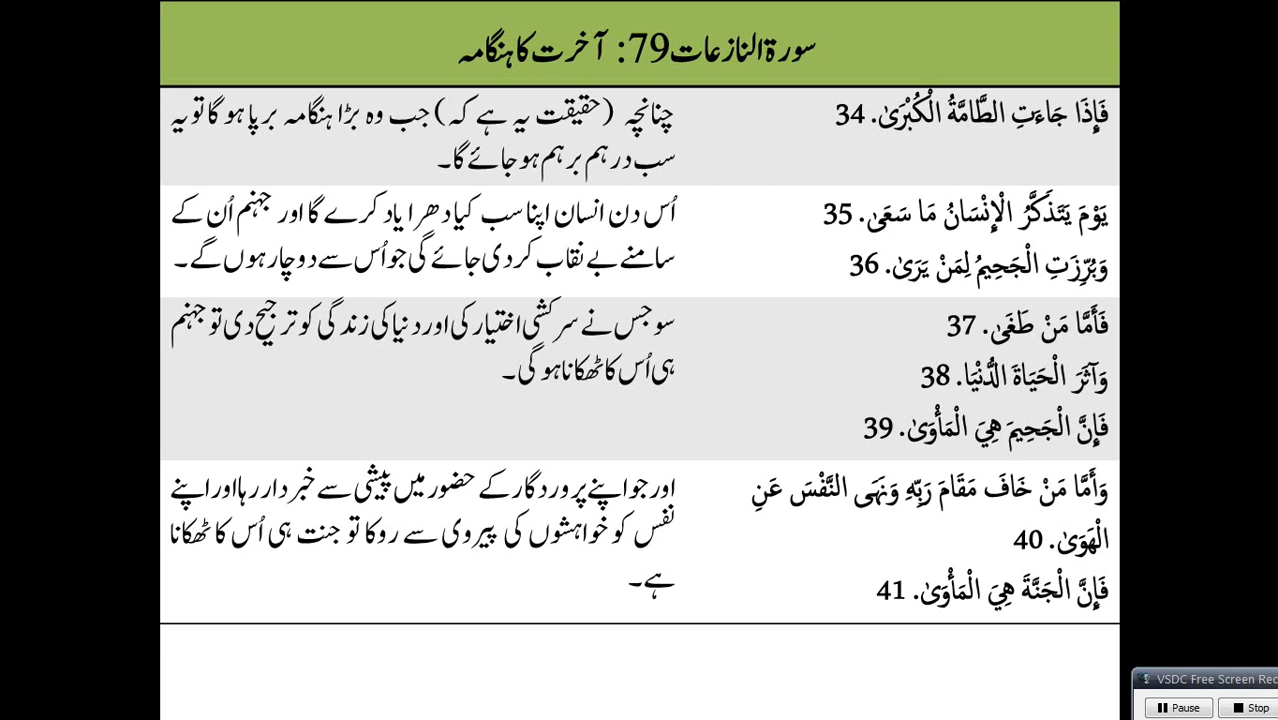 سورۃ النازعات 79: آخرت کا ہنگامہ
فَإِذَا جَاءَتِ الطَّامَّةُ الْكُبْرَىٰ. 34
چنانچہ (حقیقت یہ ہے کہ) جب وہ بڑا ہنگامہ برپا ہو گا تو یہ
سب درہم برہم ہو جائے گا۔
يَوْمَ يَتَذَكَّرُ الْإِنْسَانُ مَا سَعَىٰ. 35
وَبُرِّزَتِ الْجَحِيمُ لِمَنْ يَرَىٰ. 36
اُس دن انسان اپنا سب کیا دھرا یاد کرے گا اور جہنم اُن کے
سامنے بے نقاب کر دی جائے گی جو اُس سے دوچار ہوں گے۔
فَأَمَّا مَنْ طَغَىٰ. 37
وَآثَرَ الْحَيَاةَ الدُّنْيَا. 38
فَإِنَّ الْجَحِيمَ هِيَ الْمَأْوَىٰ. 39
سو جس نے سرکشی اختیار کی اور دنیا کی زندگی کو ترجیح دی تو جہنم
ہی اُس کا ٹھکانا ہو گی۔
وَأَمَّا مَنْ خَافَ مَقَامَ رَبِّهِ وَنَهَى النَّفْسَ عَنِ
الْهَوَىٰ. 40
فَإِنَّ الْجَنَّةَ هِيَ الْمَأْوَىٰ. 41
اور جو اپنے پروردگار کے حضور میں پیشی سے خبردار رہا اور اپنے
نفس کو خواہشوں کی پیروی سے روکا تو جنت ہی اُس کا ٹھکانا
ہے۔
VSDC Free Screen Rec
Pause
Stop